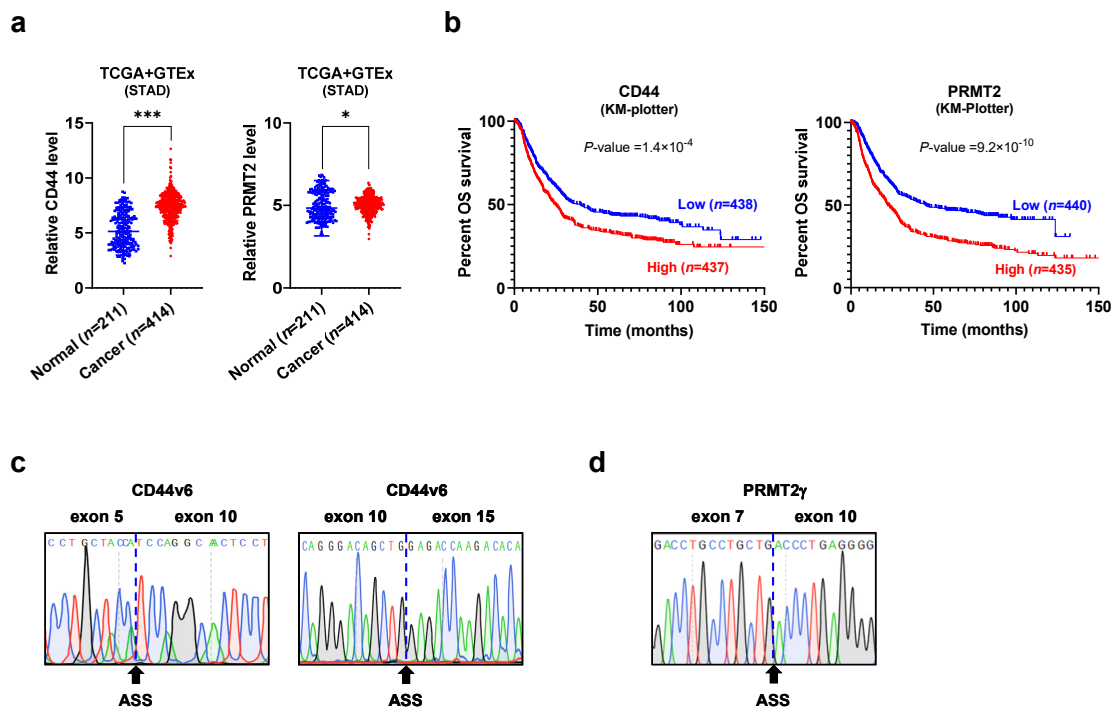 a
TCGA+GTEx
(STAD)
***
Relative CD44 level
15
10
5
0
Normal (n=211)
Cancer (n=414)
TCGA+GTEx
(STAD)
*
Relative PRMT2 level
10
5
0
Normal (n=211)
Cancer (n=414)
b
CD44
(KM-plotter)
P-value =1.4×10-4
Percent OS survival
100
50
0
Low (n=438)
High (n=437)
0 50 100 150
Time (months)
PRMT2
(KM-Plotter)
P-value =9.2×10-10
Percent OS survival
100
50
0
Low (n=440)
High (n=435)
0 50 100 150
Time (months)
c
CD44v6
exon 5 exon 10
CCTGCTACCATCCAGGCAACTCCT
ASS
CD44v6
exon 10 exon 15
CAGGGACAGCTGGAGACCAAGACACA
ASS
d
PRMT2γ
exon 7 exon 10
GACCTGCCTGCTGACCCTGAGGGG
ASS